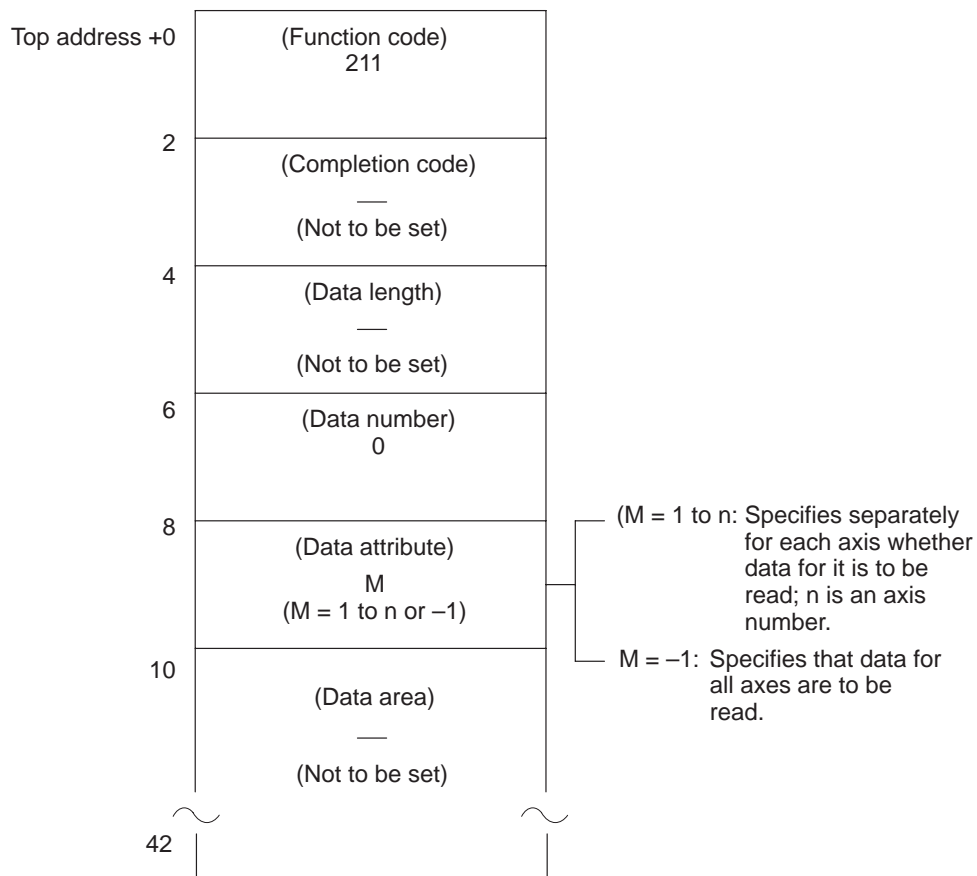 Top address +0
(Function code)
211
2
(Completion code)
—
(Not to be set)
4
(Data length)
—
(Not to be set)
6
(Data number)
0
8
(Data attribute)
M
(M = 1 to n or –1)
(M = 1 to n: Specifies separately
for each axis whether
data for it is to be
read; n is an axis
number.
M = –1: Specifies that data for
all axes are to be
read.
10
(Data area)
—
(Not to be set)
42